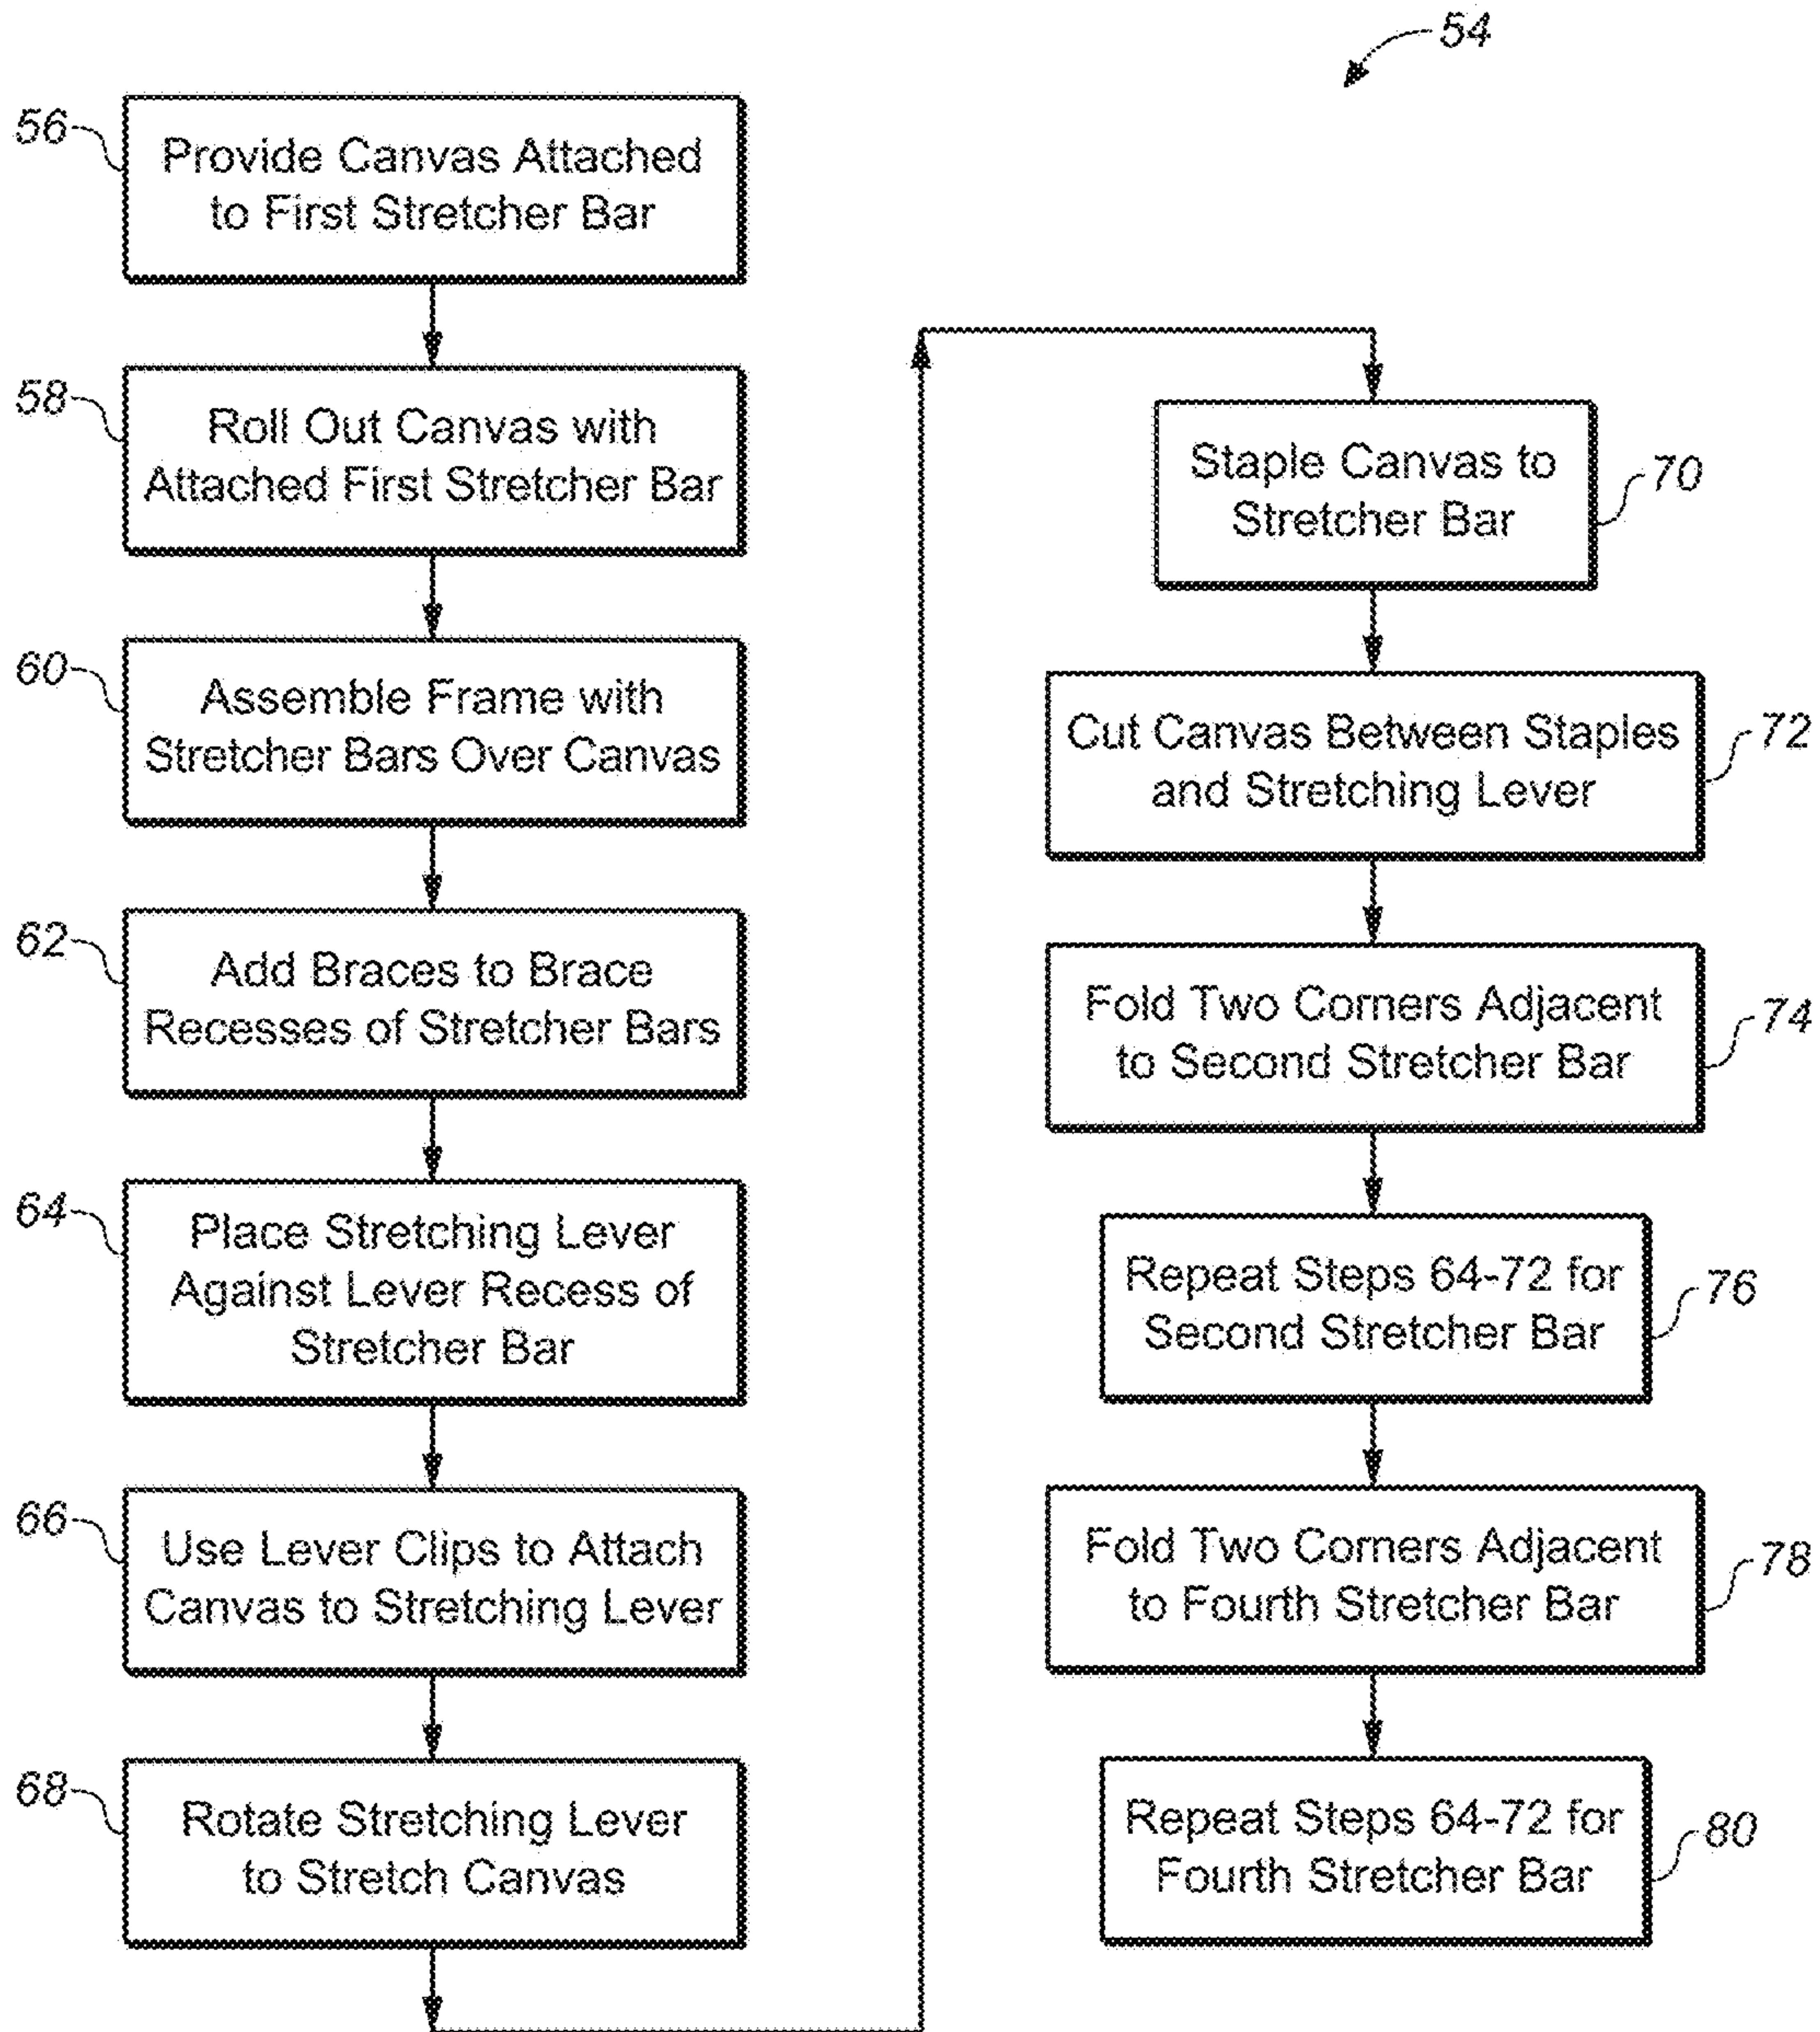 54
56
Provide Canvas Attached
to First Stretcher Bar
58
Roll Out Canvas with
Attached First Stretcher Bar
60
Assemble Frame with
Stretcher Bars Over Canvas
62
Add Braces to Brace
Recesses of Stretcher Bars
64
Place Stretching Lever
Against Lever Recess of
Stretcher Bar
66
Use Lever Clips to Attach
Canvas to Stretching Lever
68
Rotate Stretching Lever
to Stretch Canvas
Staple Canvas to
Stretcher Bar
70
Cut Canvas Between Staples
and Stretching Lever
72
Fold Two Corners Adjacent
to Second Stretcher Bar
74
Repeat Steps 64-72 for
Second Stretcher Bar
76
Fold Two Corners Adjacent
to Fourth Stretcher Bar
78
Repeat Steps 64-72 for
Fourth Stretcher Bar
80